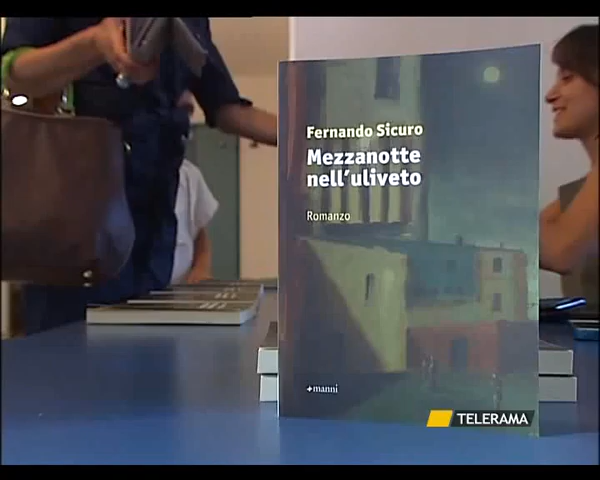 Fernando Sicuro
Mezzanotte
nell'uliveto
Romanzo
manni
TELERAMA